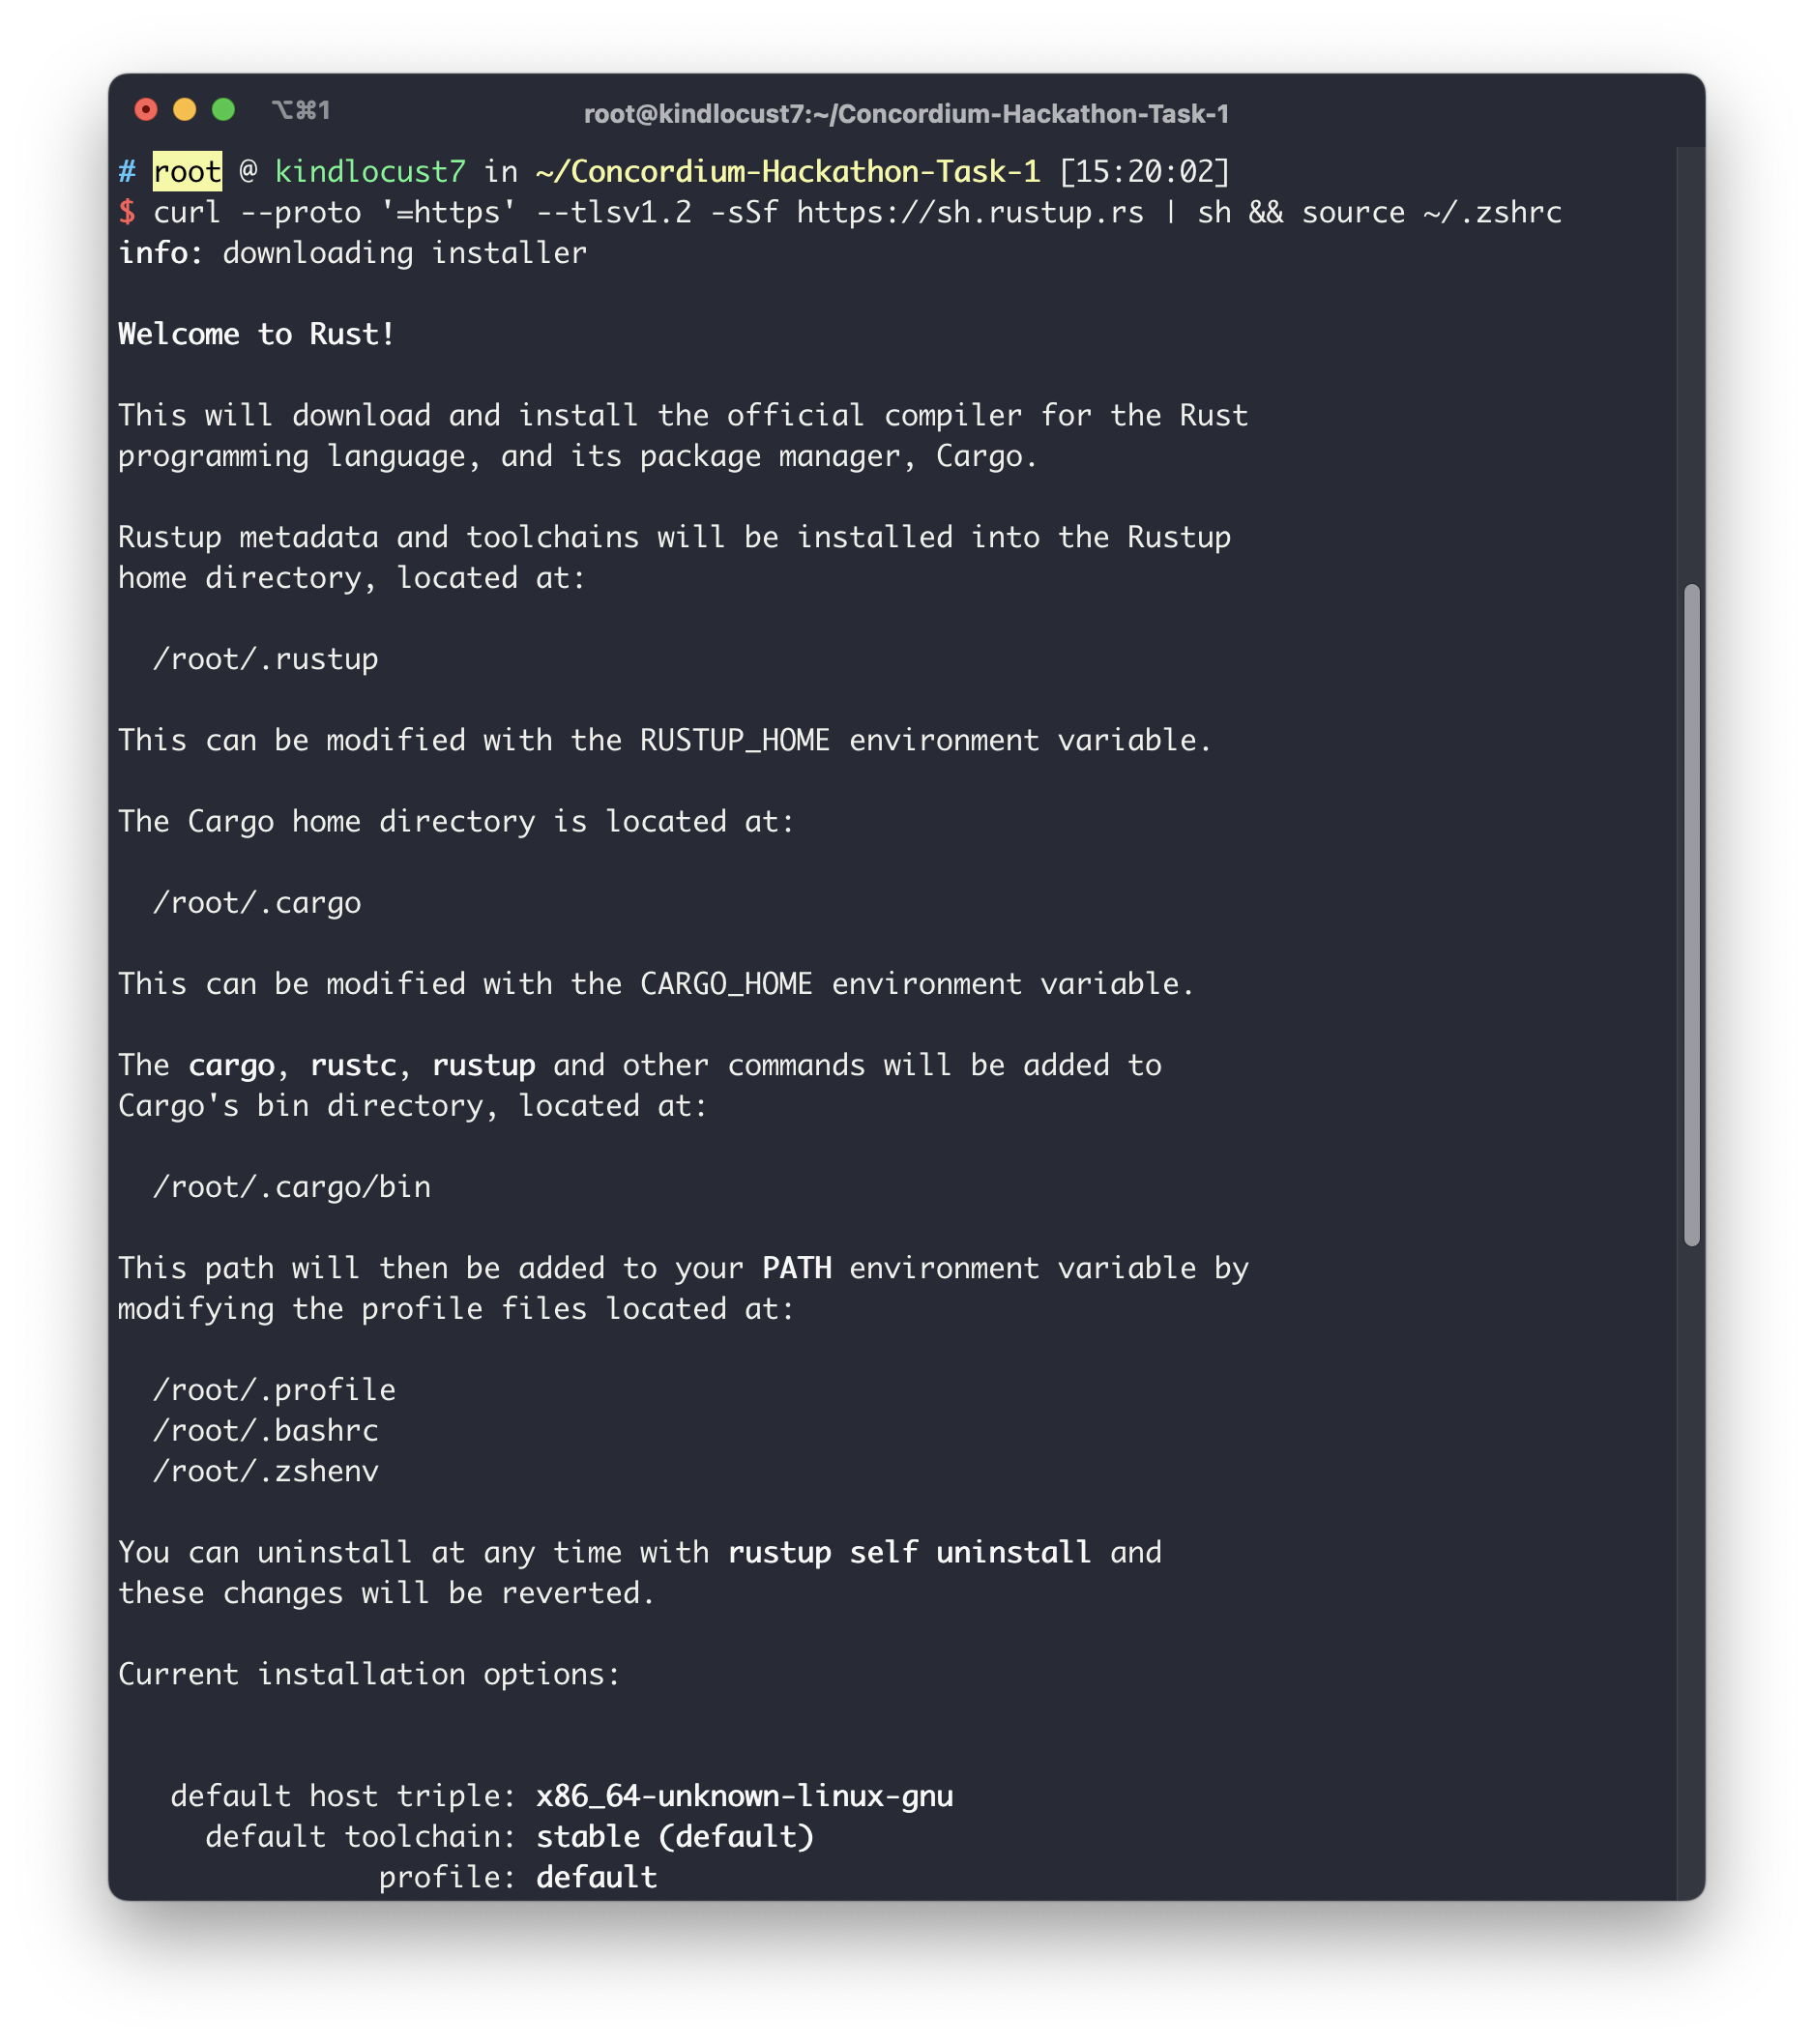 ⌥⌘1
root@kindlocust7:~/Concordium-Hackathon-Task-1
# root @ kindlocust7 in ~/Concordium-Hackathon-Task-1 [15:20:02]
$ curl --proto '=https' --tlsv1.2 -sSf https://sh.rustup.rs | sh && source ~/.zshrc
info: downloading installer
Welcome to Rust!
This will download and install the official compiler for the Rust
programming language, and its package manager, Cargo.
Rustup metadata and toolchains will be installed into the Rustup
home directory, located at:
/root/.rustup
This can be modified with the RUSTUP_HOME environment variable.
The Cargo home directory is located at:
/root/.cargo
This can be modified with the CARGO_HOME environment variable.
The cargo, rustc, rustup and other commands will be added to
Cargo's bin directory, located at:
/root/.cargo/bin
This path will then be added to your PATH environment variable by
modifying the profile files located at:
/root/.profile
/root/.bashrc
/root/.zshenv
You can uninstall at any time with rustup self uninstall and
these changes will be reverted.
Current installation options:
default host triple: x86_64-unknown-linux-gnu
default toolchain: stable (default)
profile: default